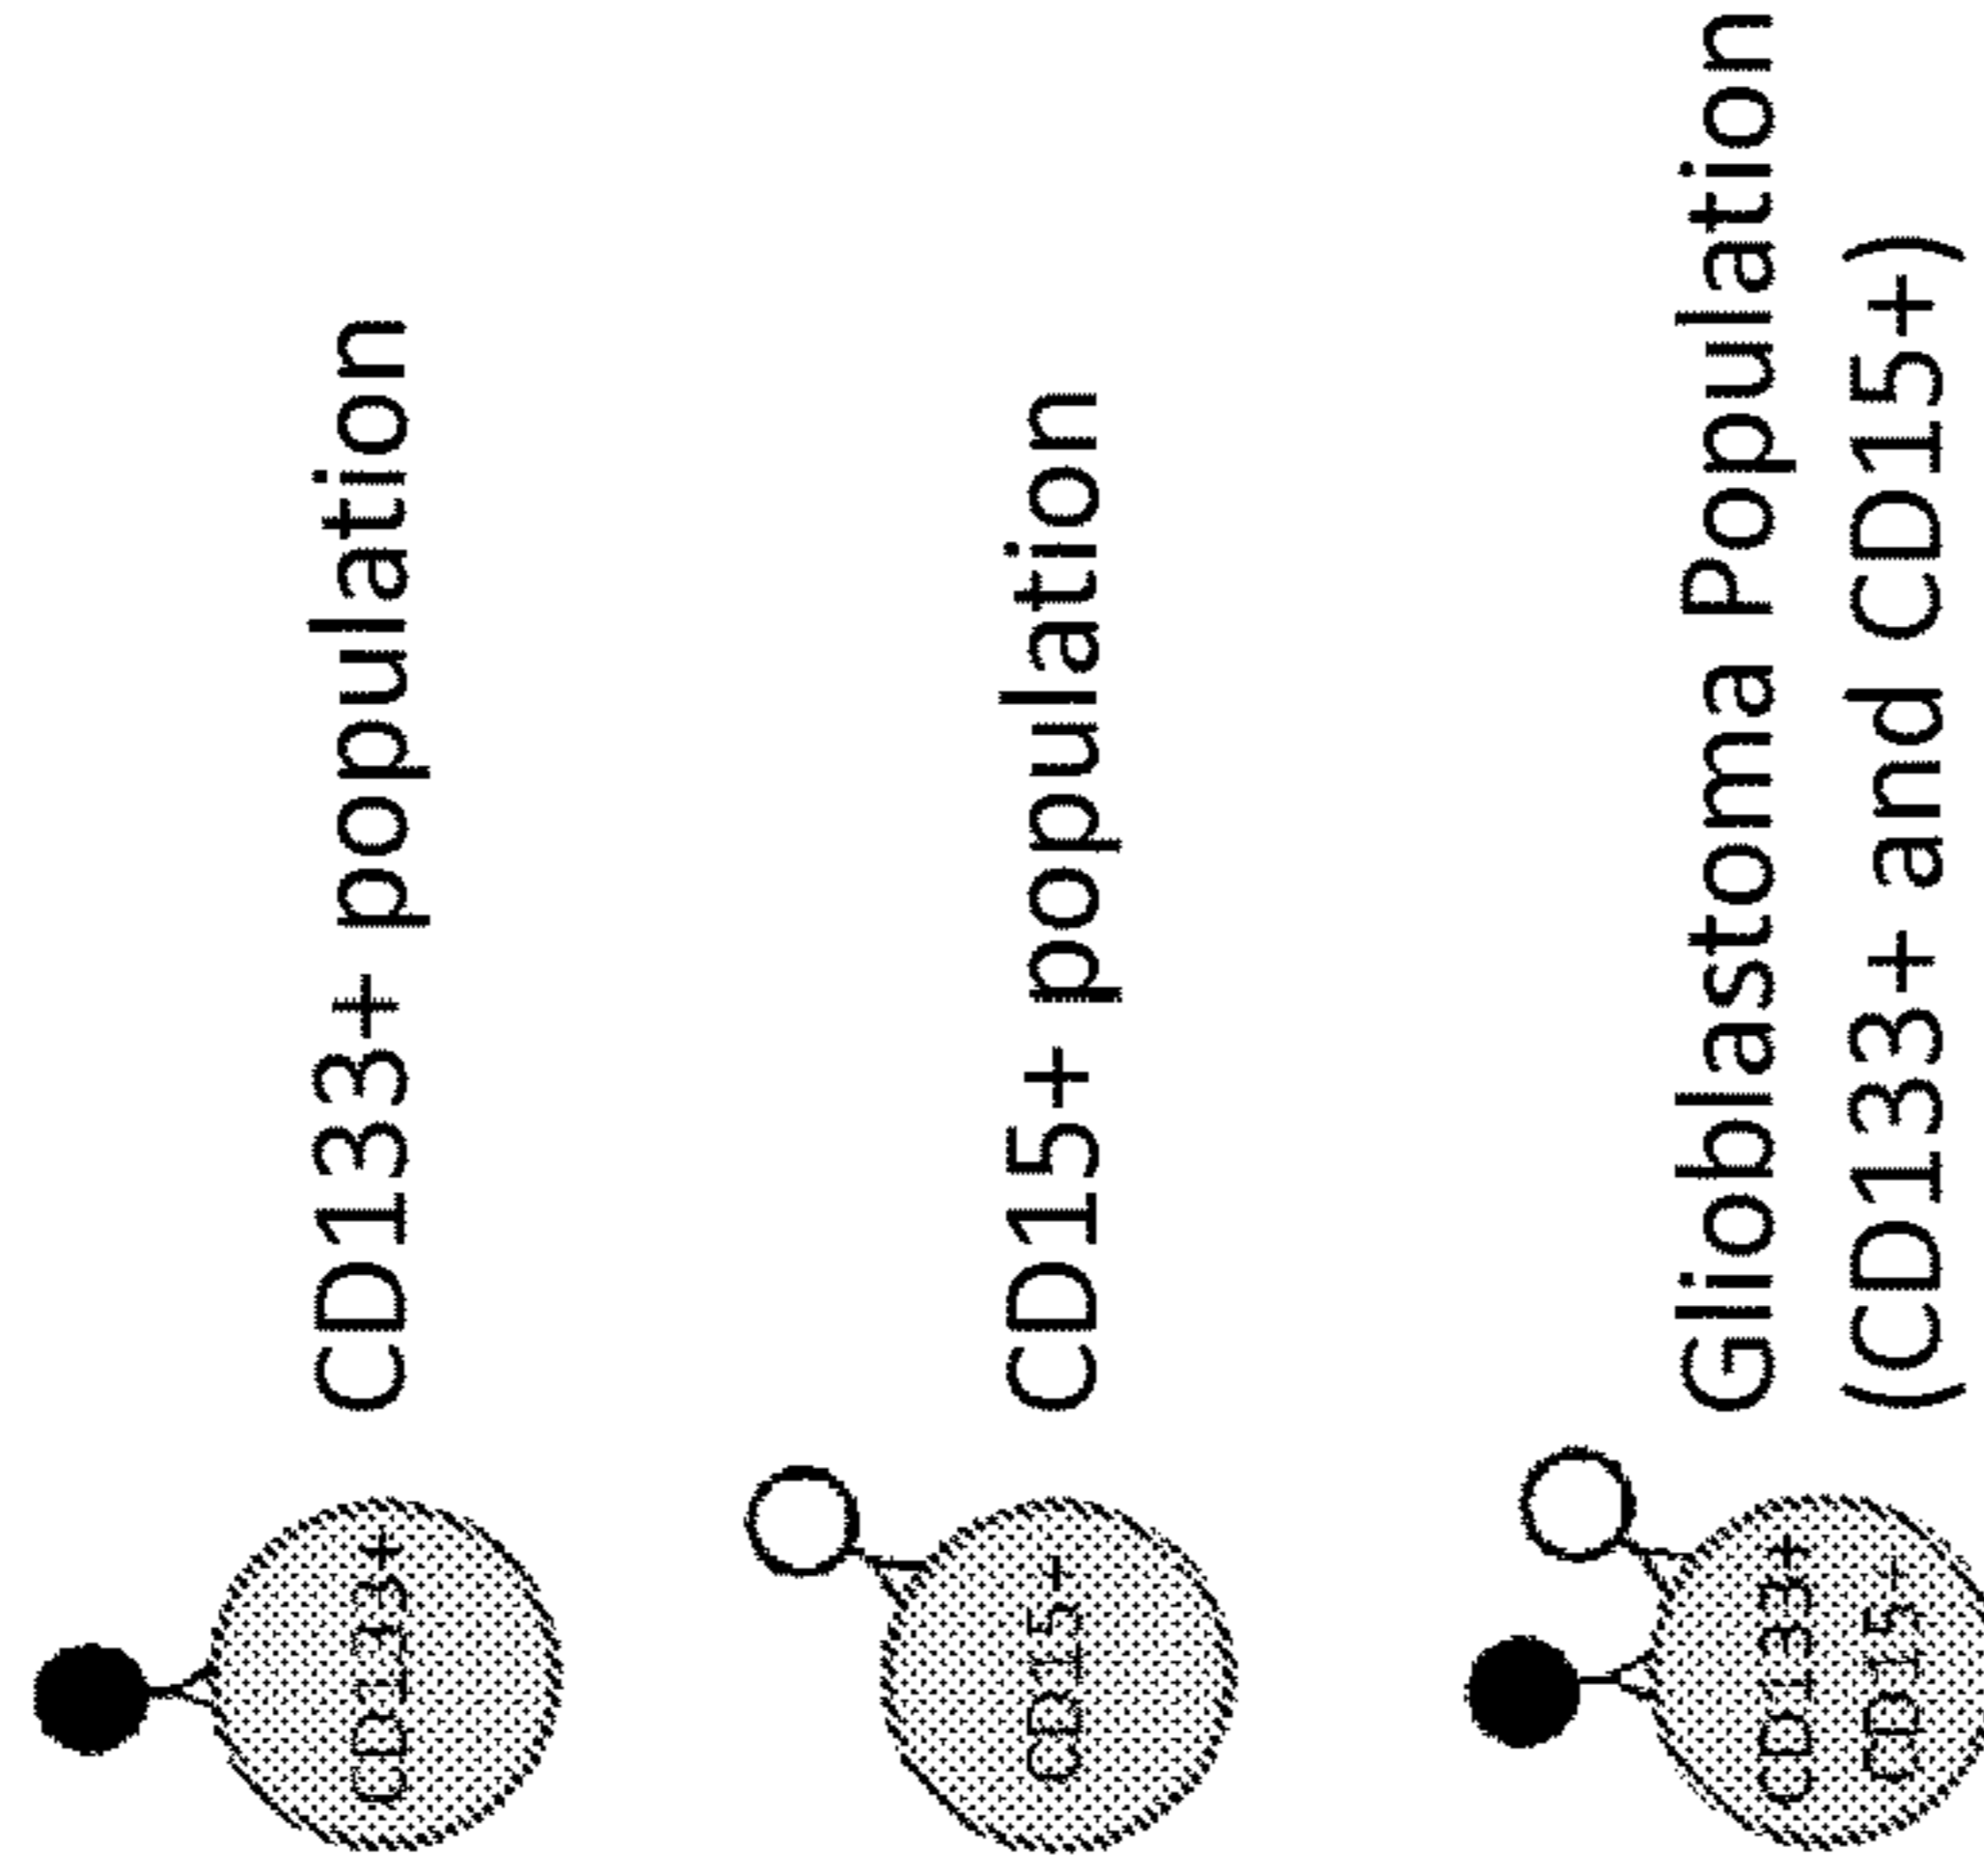 CD133+
CD133+ population
CD15+
CD15+ population
CD133+
CD15+
Glioblastoma Population
(CD133+ and CD15+)